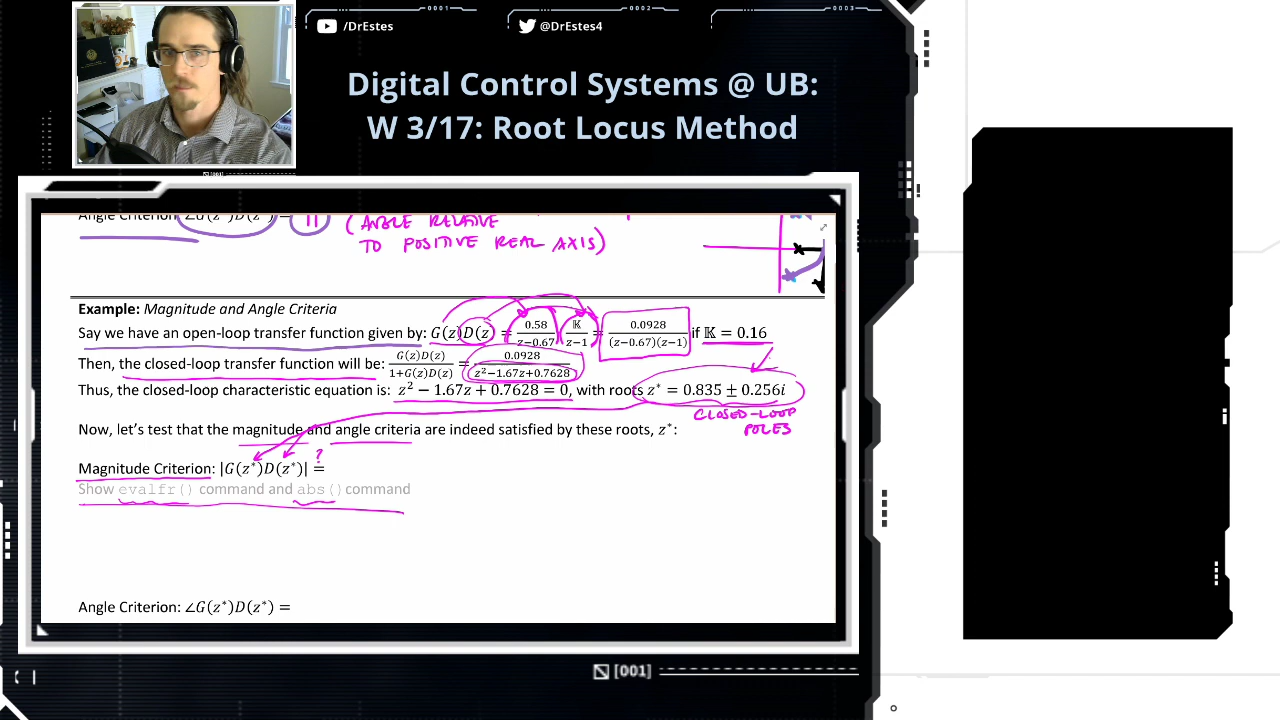 0001
0002
0003
/DrEstes
@DrEstes4
Digital Control Systems @ UB:
W 3/17: Root Locus Method
[001]
Angle Criterion: ∠G(z*)D(z*) = π (ANGLE RELATIVE
TO POSITIVE REAL AXIS)
Example: Magnitude and Angle Criteria
Say we have an open-loop transfer function given by: G(z)D(z) = (0.58/z−0.67)(𝕂/z−1) = 0.0928/(z−0.67)(z−1) if 𝕂 = 0.16
Then, the closed-loop transfer function will be: G(z)D(z)/1+G(z)D(z) = 0.0928/z²−1.67z+0.7628
Thus, the closed-loop characteristic equation is: z² − 1.67z + 0.7628 = 0, with roots z* = 0.835 ± 0.256i
CLOSED-LOOP
POLES
Now, let's test that the magnitude and angle criteria are indeed satisfied by these roots, z*:
?
Magnitude Criterion: |G(z*)D(z*)| =
Show evalfr() command and abs() command
Angle Criterion: ∠G(z*)D(z*) =
[001]